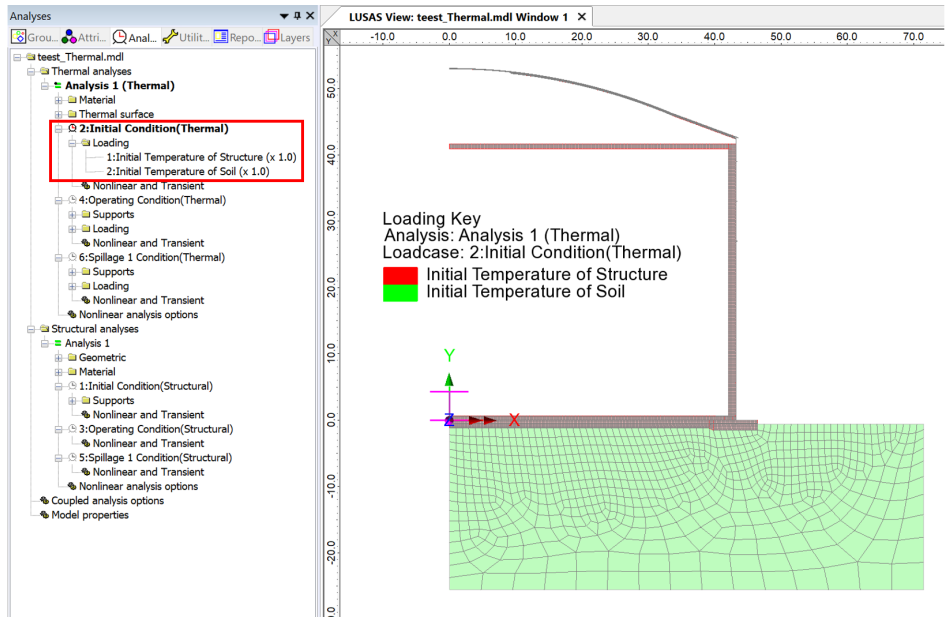 Analyses
Grou... Attri... Anal... Utilit... Repo... Layers
teest_Thermal.mdl
Thermal analyses
Analysis 1 (Thermal)
Material
Thermal surface
2:Initial Condition(Thermal)
Loading
1:Initial Temperature of Structure (x 1.0)
2:Initial Temperature of Soil (x 1.0)
Nonlinear and Transient
4:Operating Condition(Thermal)
Supports
Loading
Nonlinear and Transient
6:Spillage 1 Condition(Thermal)
Supports
Loading
Nonlinear and Transient
Nonlinear analysis options
Structural analyses
Analysis 1
Geometric
Material
1:Initial Condition(Structural)
Supports
Nonlinear and Transient
3:Operating Condition(Structural)
Nonlinear and Transient
5:Spillage 1 Condition(Structural)
Nonlinear and Transient
Nonlinear analysis options
Coupled analysis options
Model properties
LUSAS View: teest_Thermal.mdl Window 1
Y X
-10.0 0.0 10.0 20.0 30.0 40.0 50.0 60.0 70.0
50.0
40.0
30.0
20.0
10.0
0.0
-10.0
-20.0
Loading Key
Analysis: Analysis 1 (Thermal)
Loadcase: 2:Initial Condition(Thermal)
Initial Temperature of Structure
Initial Temperature of Soil
Y
Z
X